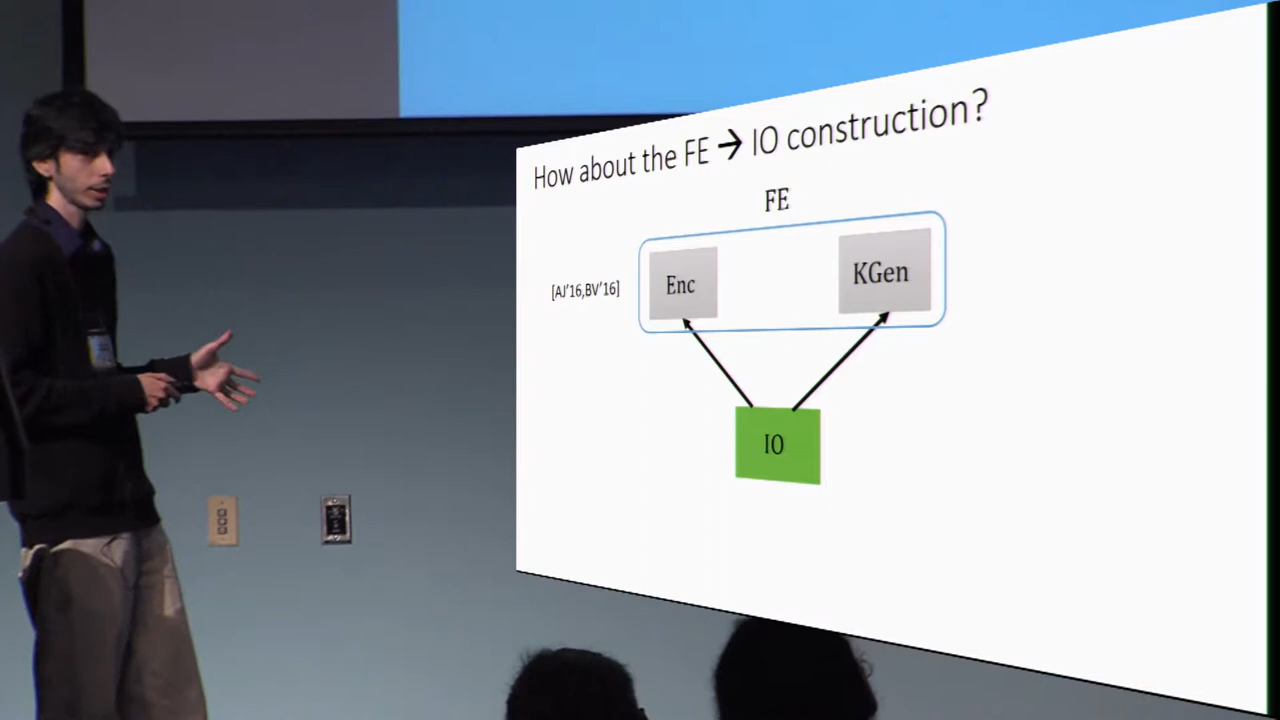 How about the FE → IO construction?
FE
[AJ'16,BV'16]
Enc
KGen
IO